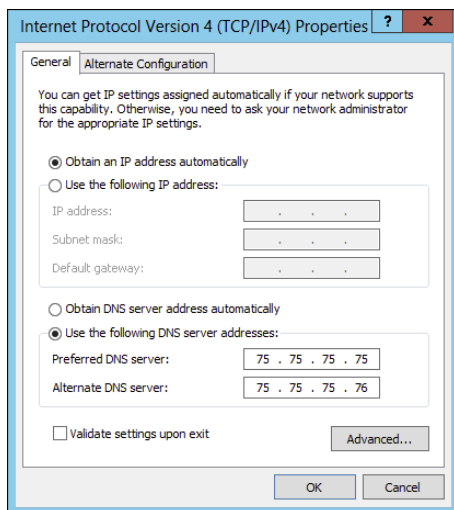 Internet Protocol Version 4 (TCP/IPv4) Properties ? x
General Alternate Configuration
You can get IP settings assigned automatically if your network supports
this capability. Otherwise, you need to ask your network administrator
for the appropriate IP settings.
Obtain an IP address automatically
Use the following IP address:
IP address: . . .
Subnet mask: . . .
Default gateway: . . .
Obtain DNS server address automatically
Use the following DNS server addresses:
Preferred DNS server: 75 . 75 . 75 . 75
Alternate DNS server: 75 . 75 . 75 . 76
Validate settings upon exit
Advanced...
OK Cancel